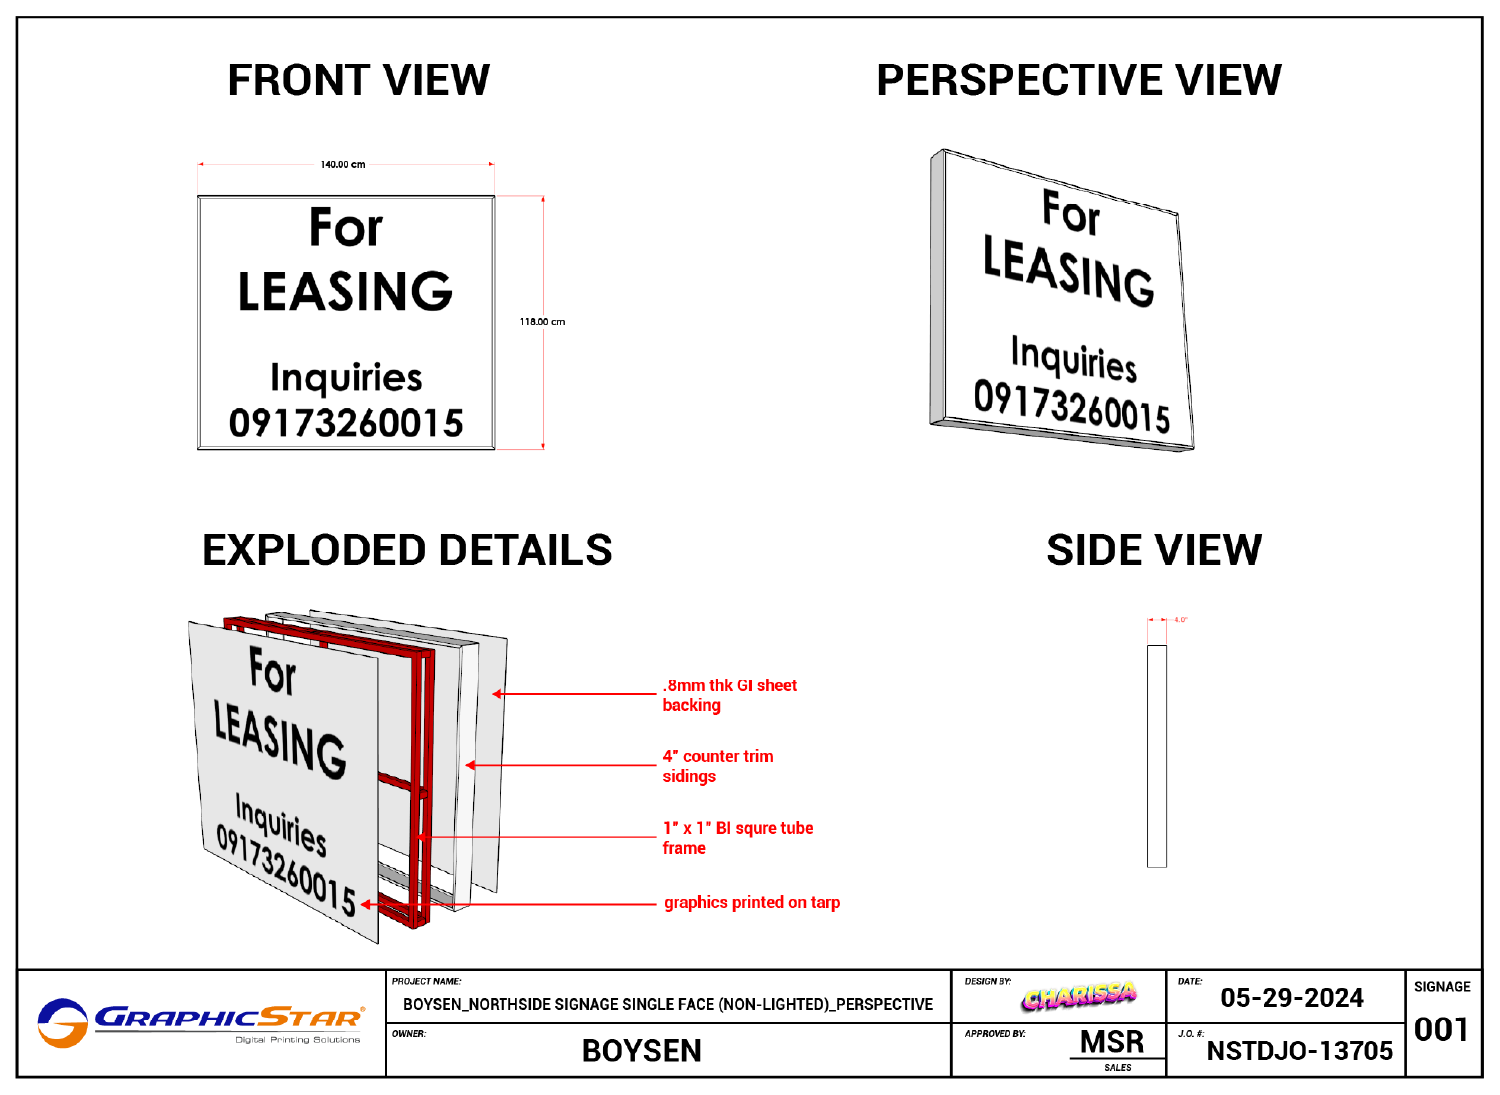 FRONT VIEW
PERSPECTIVE VIEW
140.00 cm
For
LEASING
Inquiries
09173260015
118.00 cm
For
LEASING
Inquiries
09173260015
EXPLODED DETAILS
SIDE VIEW
For
LEASING
Inquiries
09173260015
.8mm thk GI sheet
backing
4" counter trim
sidings
1" x 1" BI squre tube
frame
graphics printed on tarp
4.0"
GRAPHICSTAR®
Digital Printing Solutions
PROJECT NAME:
BOYSEN_NORTHSIDE SIGNAGE SINGLE FACE (NON-LIGHTED)_PERSPECTIVE
OWNER:
BOYSEN
DESIGN BY:
CHARISSA
APPROVED BY:
MSR
SALES
DATE:
05-29-2024
J.O. #:
NSTDJO-13705
SIGNAGE
001